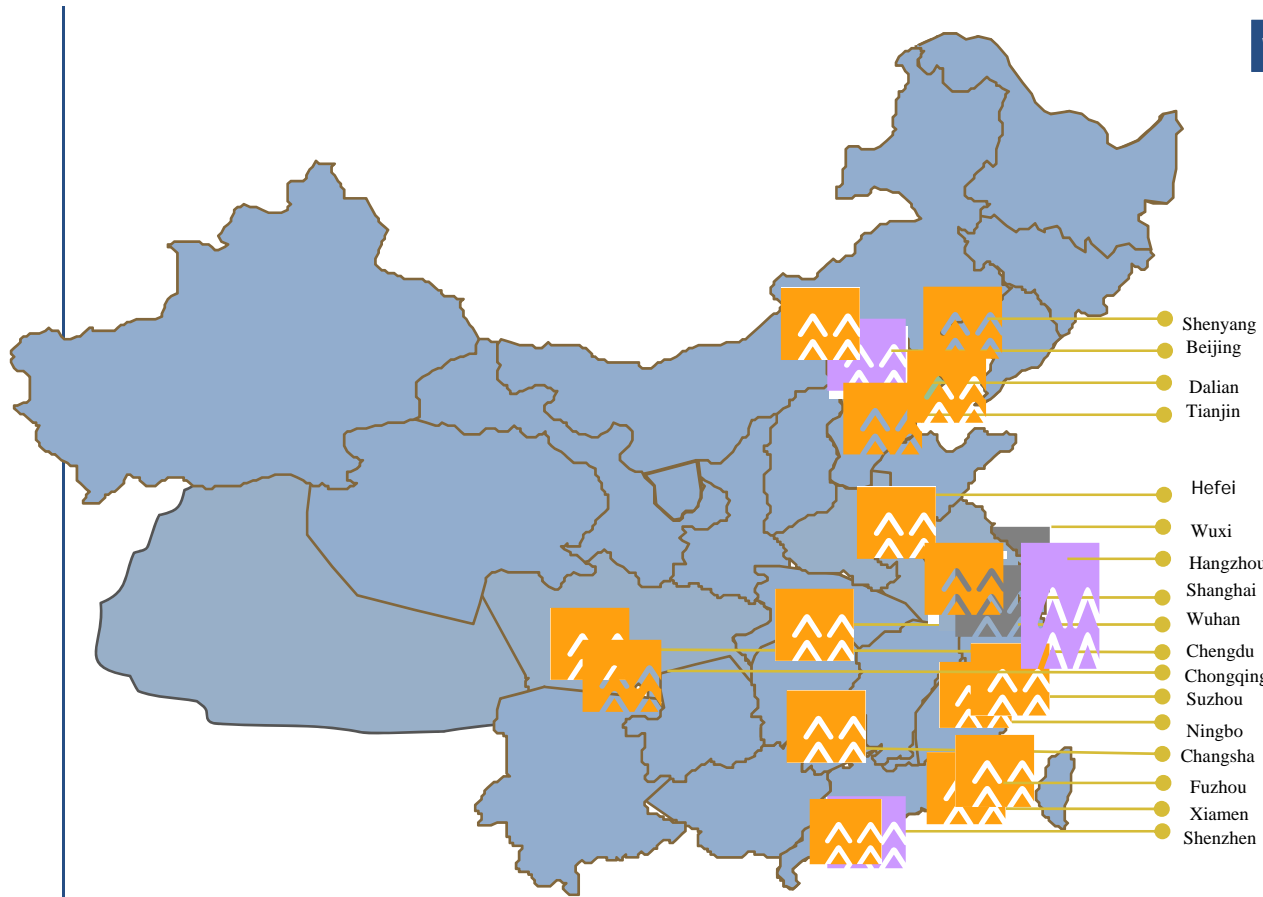 Shenyang
Beijing
Dalian
Tianjin
Hefei
Wuxi
Hangzhou
Shanghai
Wuhan
Chengdu
Chongqing
Suzhou
Ningbo
Changsha
Fuzhou
Xiamen
Shenzhen